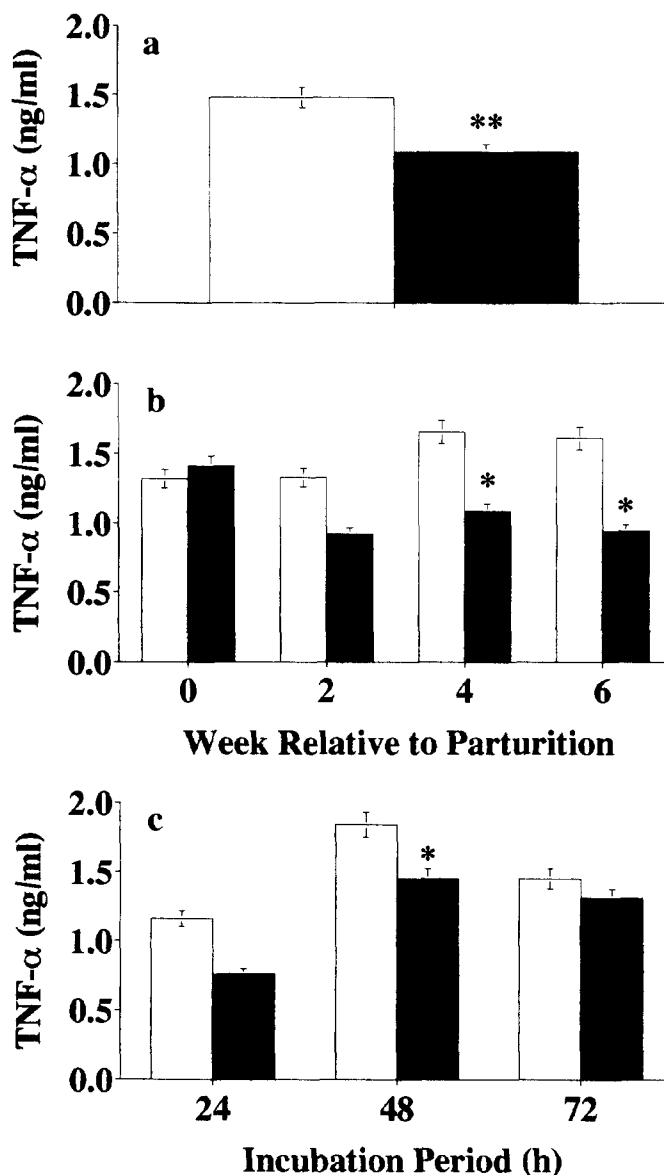 a
TNF-α (ng/ml)
2.0
1.5
1.0
0.5
0.0
**
b
TNF-α (ng/ml)
2.0
1.5
1.0
0.5
0.0
* *
0 2 4 6
Week Relative to Parturition
c
TNF-α (ng/ml)
2.0
1.5
1.0
0.5
0.0
*
24 48 72
Incubation Period (h)